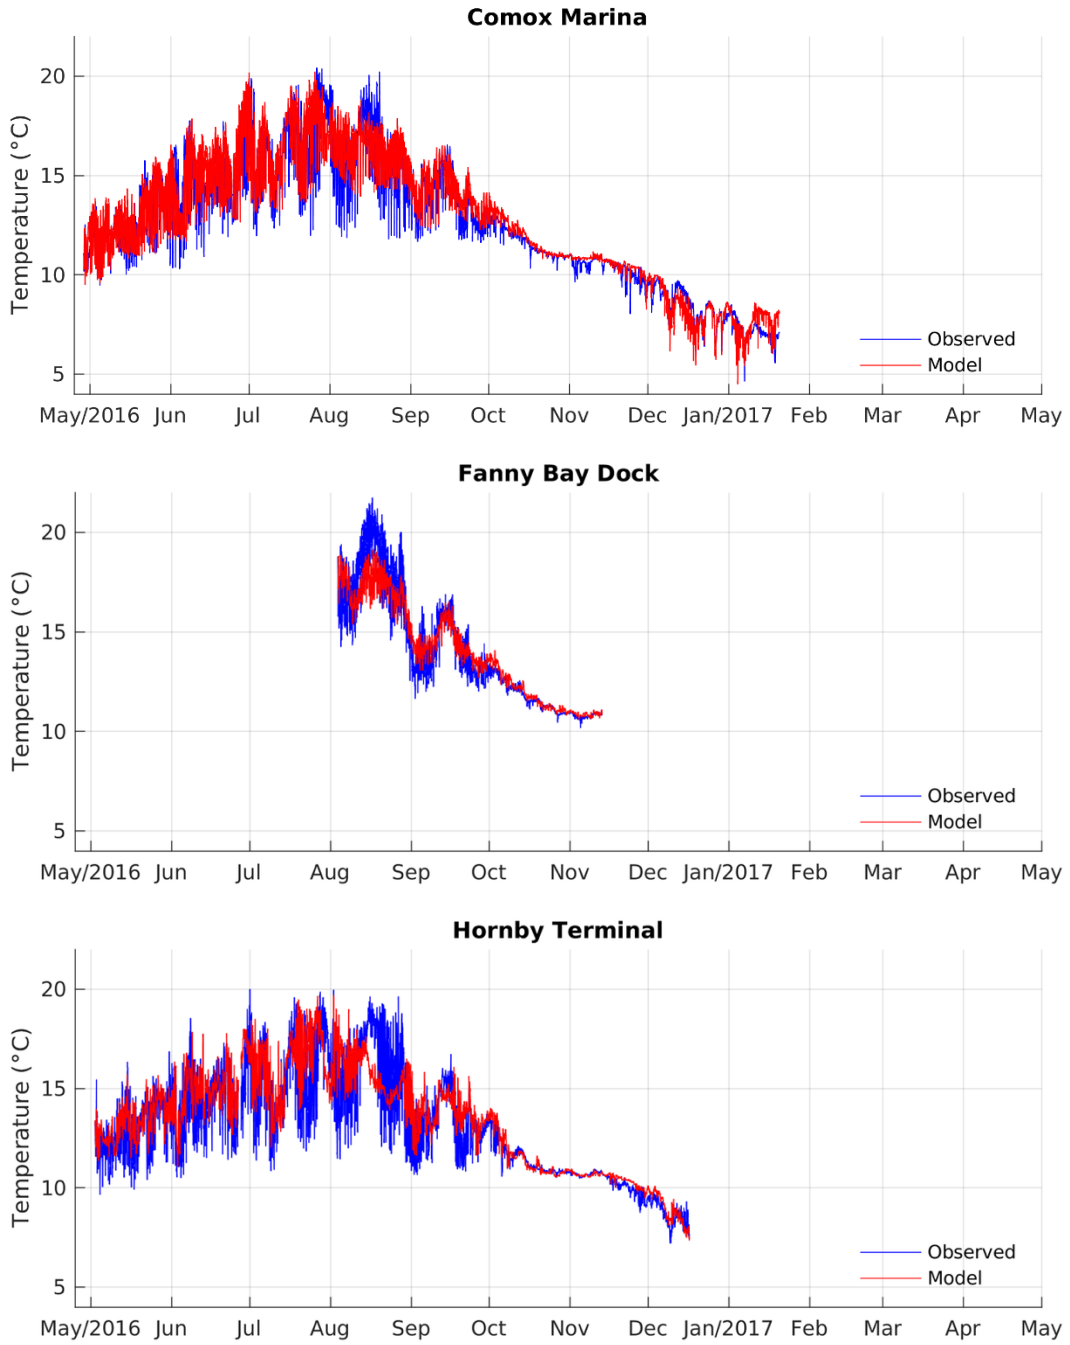 Comox Marina
Temperature (°C)
20
15
10
5
Observed
Model
May/2016 Jun Jul Aug Sep Oct Nov Dec Jan/2017 Feb Mar Apr May
Fanny Bay Dock
Temperature (°C)
20
15
10
5
Observed
Model
May/2016 Jun Jul Aug Sep Oct Nov Dec Jan/2017 Feb Mar Apr May
Hornby Terminal
Temperature (°C)
20
15
10
5
Observed
Model
May/2016 Jun Jul Aug Sep Oct Nov Dec Jan/2017 Feb Mar Apr May